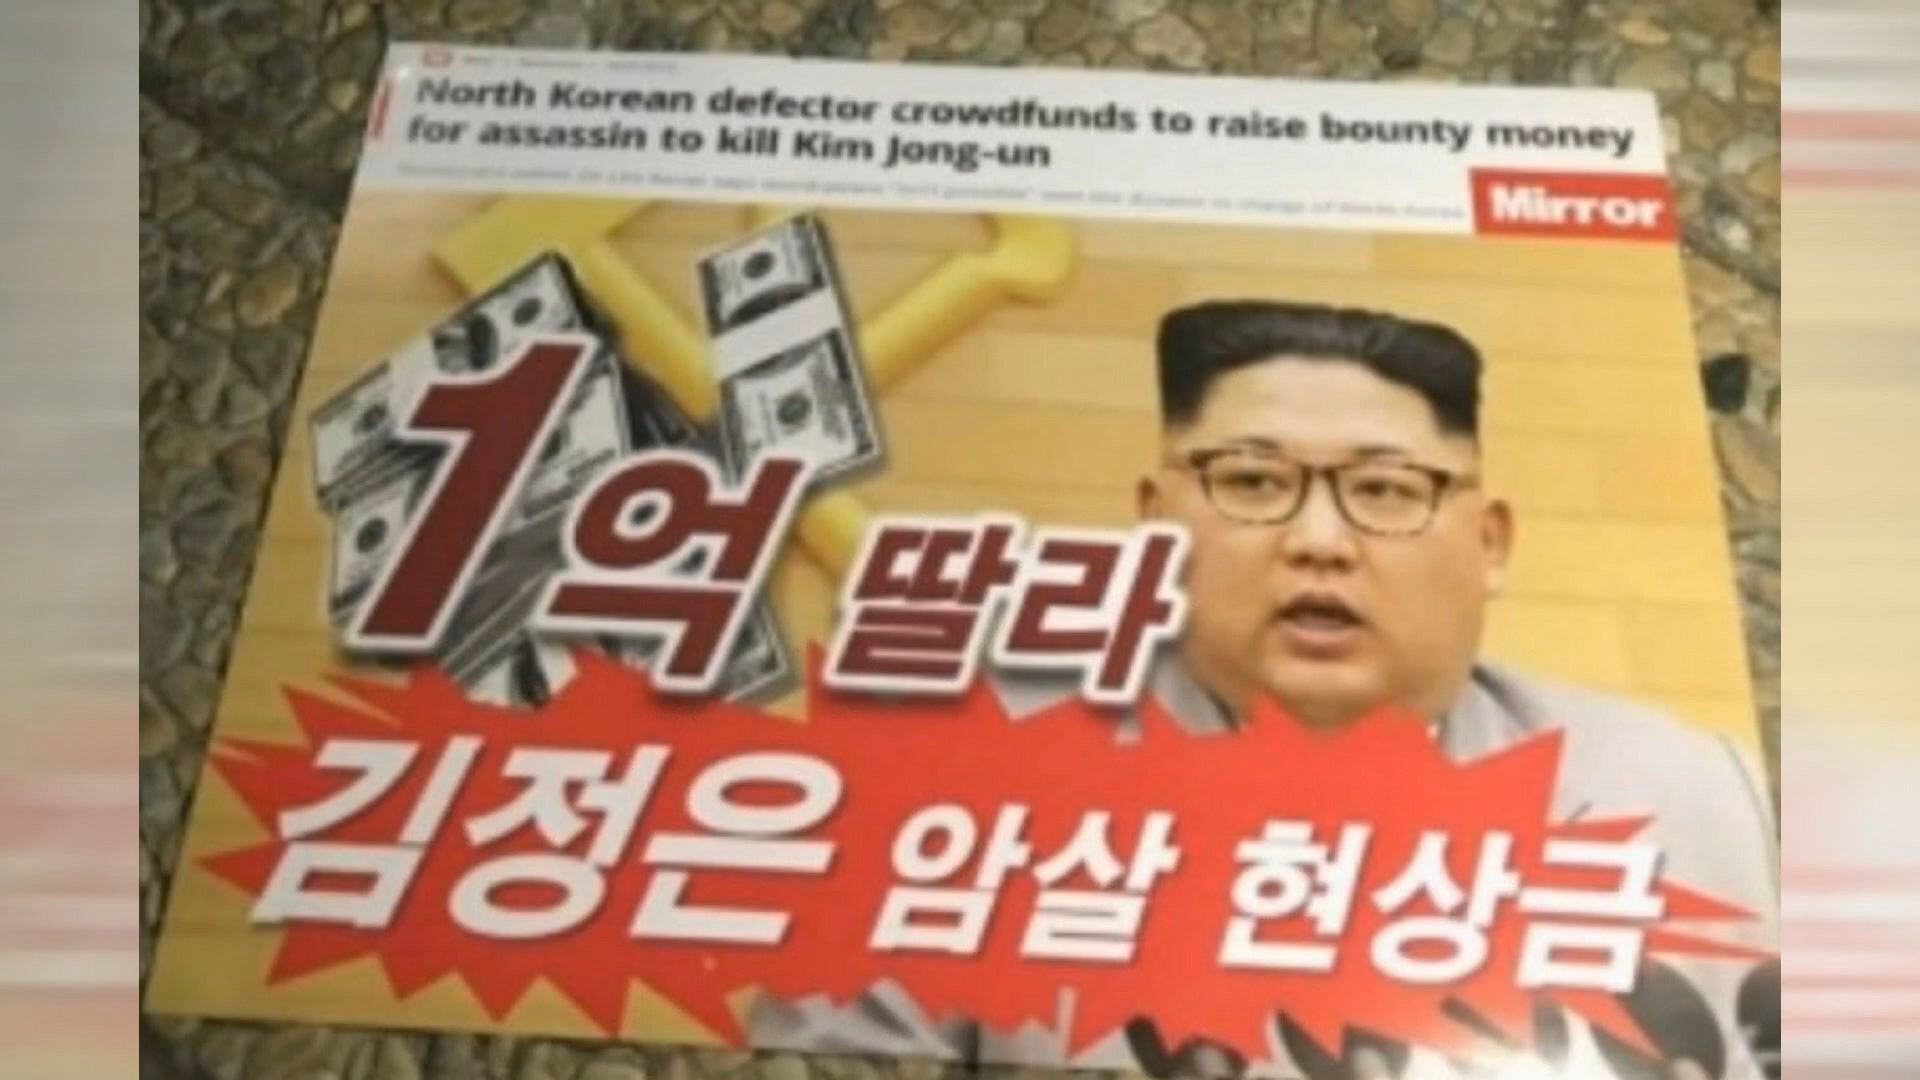 North Korean defector crowdfunds to raise bounty money
for assassin to kill Kim Jong-un
Mirror
1억 딸라
김정은 암살 현상금